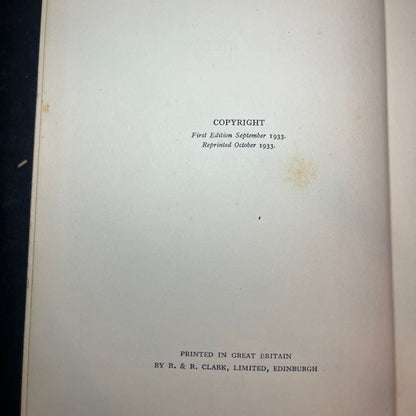 COPYRIGHT
First Edition September 1933.
Reprinted October 1933.
PRINTED IN GREAT BRITAIN
BY R. & R. CLARK, LIMITED, EDINBURGH